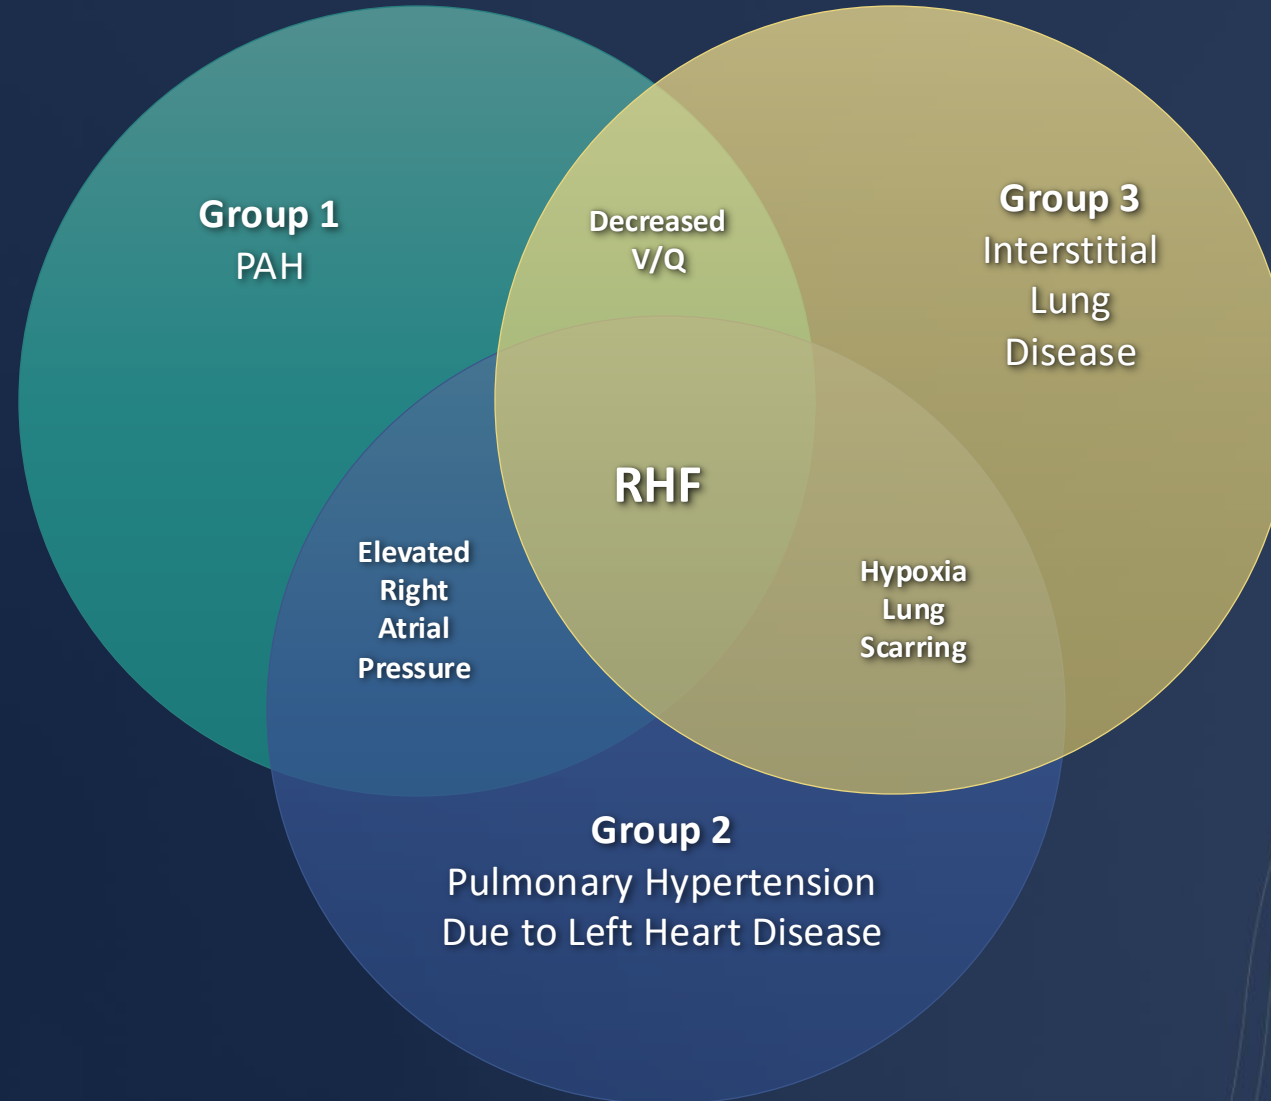 Group 1
PAH
Decreased
V/Q
Group 3
Interstitial
Lung
Disease
RHF
Elevated
Right
Atrial
Pressure
Hypoxia
Lung
Scarring
Group 2
Pulmonary Hypertension
Due to Left Heart Disease